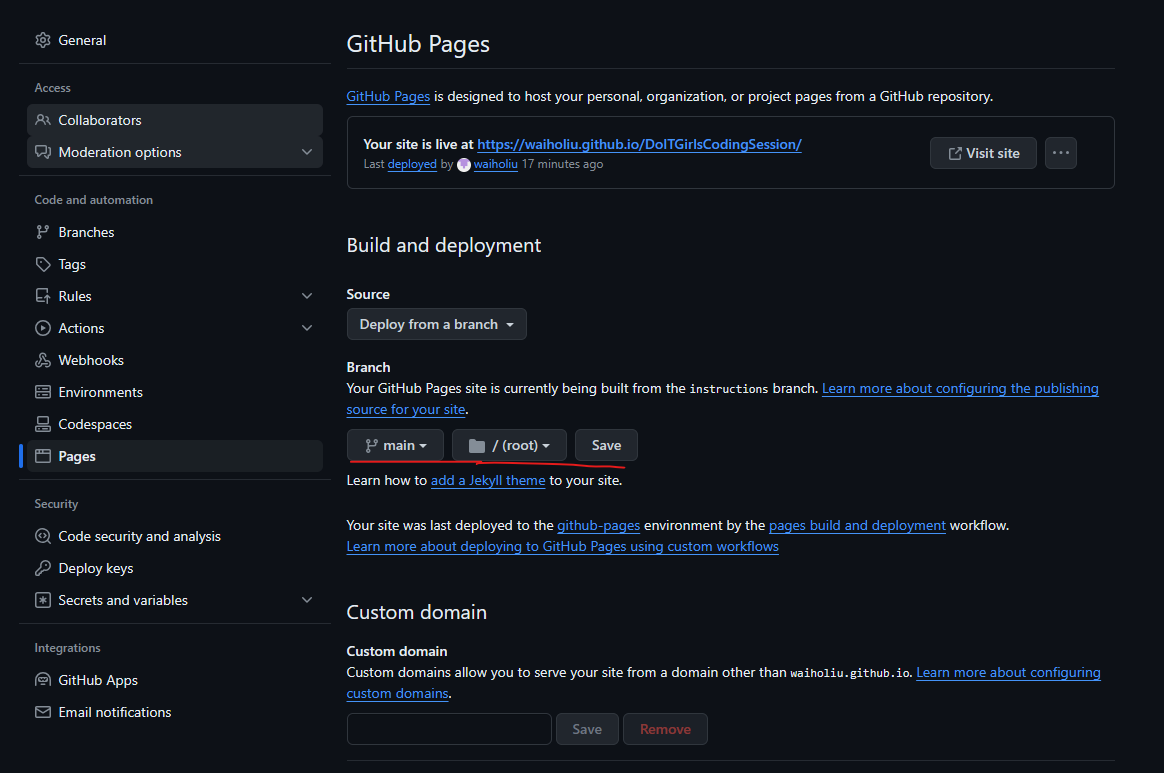 General
Access
Collaborators
Moderation options
Code and automation
Branches
Tags
Rules
Actions
Webhooks
Environments
Codespaces
Pages
Security
Code security and analysis
Deploy keys
Secrets and variables
Integrations
GitHub Apps
Email notifications
GitHub Pages
GitHub Pages is designed to host your personal, organization, or project pages from a GitHub repository.
Your site is live at https://waiholiu.github.io/DoITGirlsCodingSession/
Last deployed by waiholiu 17 minutes ago
Visit site
Build and deployment
Source
Deploy from a branch
Branch
Your GitHub Pages site is currently being built from the instructions branch. Learn more about configuring the publishing
source for your site.
main / (root) Save
Learn how to add a Jekyll theme to your site.
Your site was last deployed to the github-pages environment by the pages build and deployment workflow.
Learn more about deploying to GitHub Pages using custom workflows
Custom domain
Custom domain
Custom domains allow you to serve your site from a domain other than waiholiu.github.io. Learn more about configuring
custom domains.
Save Remove